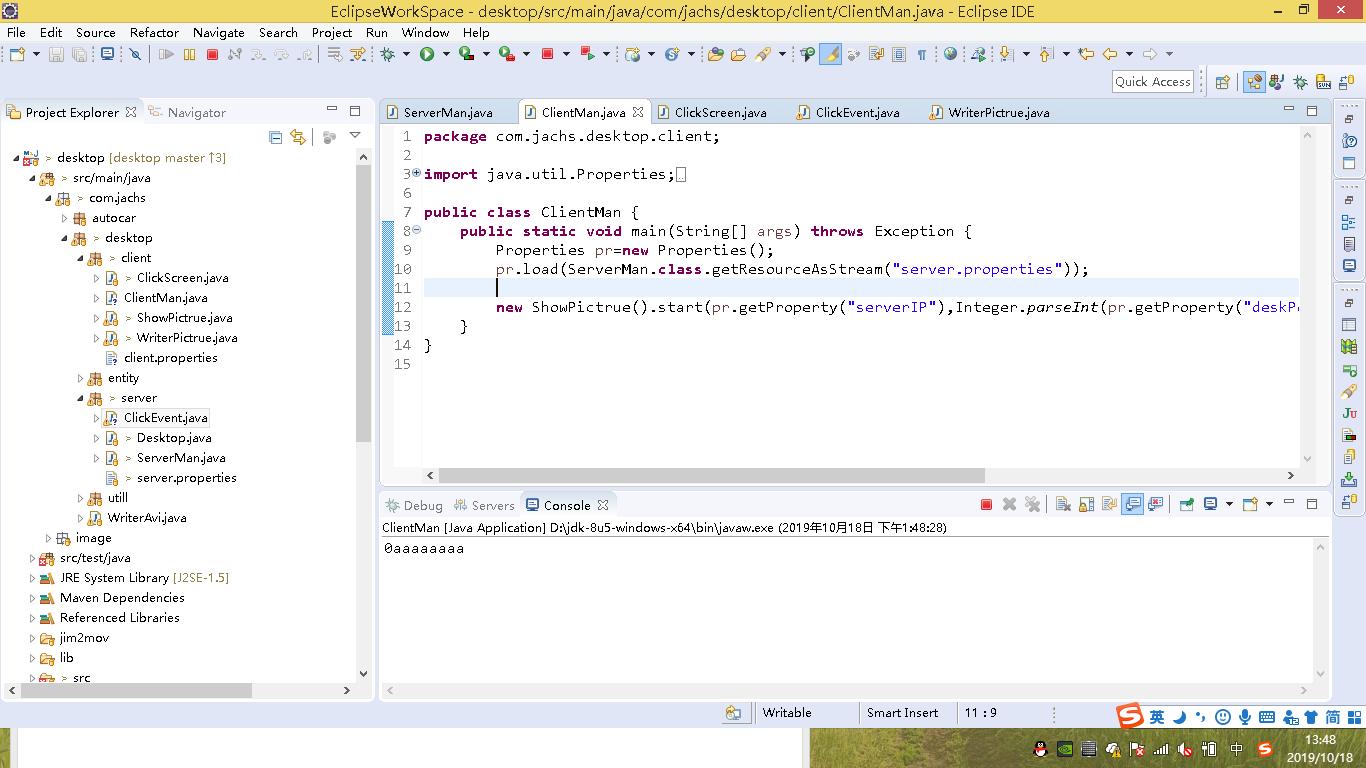 EclipseWorkSpace - desktop/src/main/java/com/jachs/desktop/client/ClientMan.java - Eclipse IDE
File Edit Source Refactor Navigate Search Project Run Window Help
Quick Access
Project Explorer Navigator
> desktop [desktop master ↑3]
> src/main/java
> com.jachs
autocar
> desktop
> client
> ClickScreen.java
ClientMan.java
> ShowPictrue.java
> WriterPictrue.java
client.properties
entity
> server
ClickEvent.java
> Desktop.java
> ServerMan.java
> server.properties
utill
WriterAvi.java
image
src/test/java
JRE System Library [J2SE-1.5]
Maven Dependencies
Referenced Libraries
jim2mov
lib
> src
ServerMan.java ClientMan.java ClickScreen.java ClickEvent.java WriterPictrue.java
1 package com.jachs.desktop.client;
2
3 import java.util.Properties;
6
7 public class ClientMan {
8 public static void main(String[] args) throws Exception {
9 Properties pr=new Properties();
10 pr.load(ServerMan.class.getResourceAsStream("server.properties"));
11
12 new ShowPictrue().start(pr.getProperty("serverIP"),Integer.parseInt(pr.getProperty("deskP
13 }
14 }
15
Debug Servers Console
ClientMan [Java Application] D:\jdk-8u5-windows-x64\bin\javaw.exe (2019年10月18日 下午1:48:28)
0aaaaaaaa
Writable Smart Insert 11 : 9
英 简
中
13:48
2019/10/18